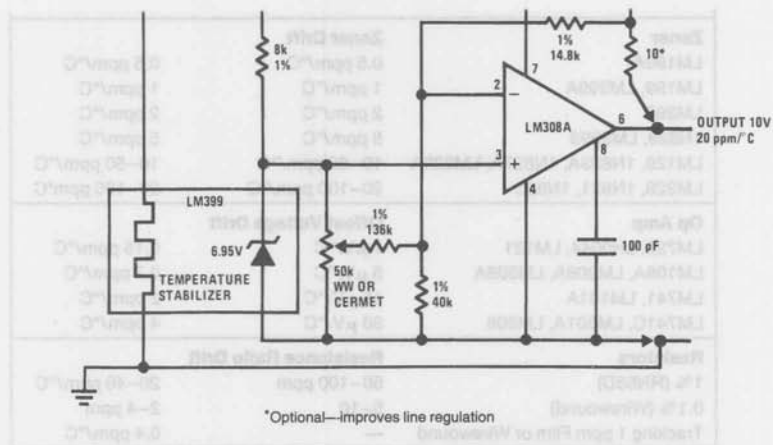 8k
1%
1%
14.8k
10*
7
2
−
LM308A
6
OUTPUT 10V
20 ppm/°C
3
+
8
4
LM399
6.95V
1%
136k
100 pF
TEMPERATURE
STABILIZER
50k
WW OR
CERMET
1%
40k
*Optional—improves line regulation